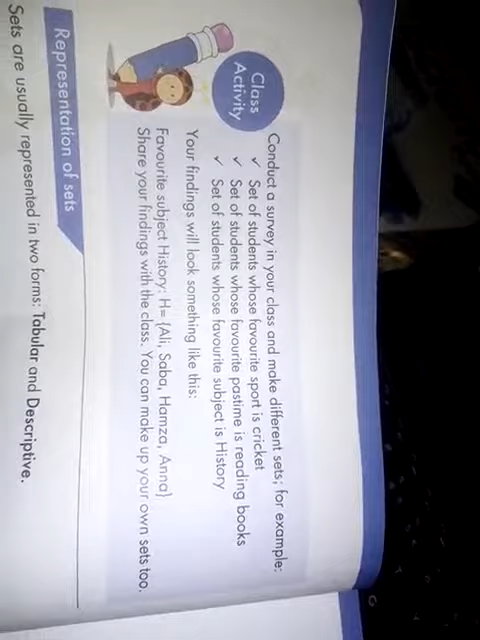 Class
Activity
Conduct a survey in your class and make different sets; for example:
✓ Set of students whose favourite sport is cricket
✓ Set of students whose favourite pastime is reading books
✓ Set of students whose favourite subject is History
Your findings will look something like this:
Favourite subject History: H= {Ali, Saba, Hamza, Anna}
Share your findings with the class. You can make up your own sets too.
Representation of sets
Sets are usually represented in two forms: Tabular and Descriptive.